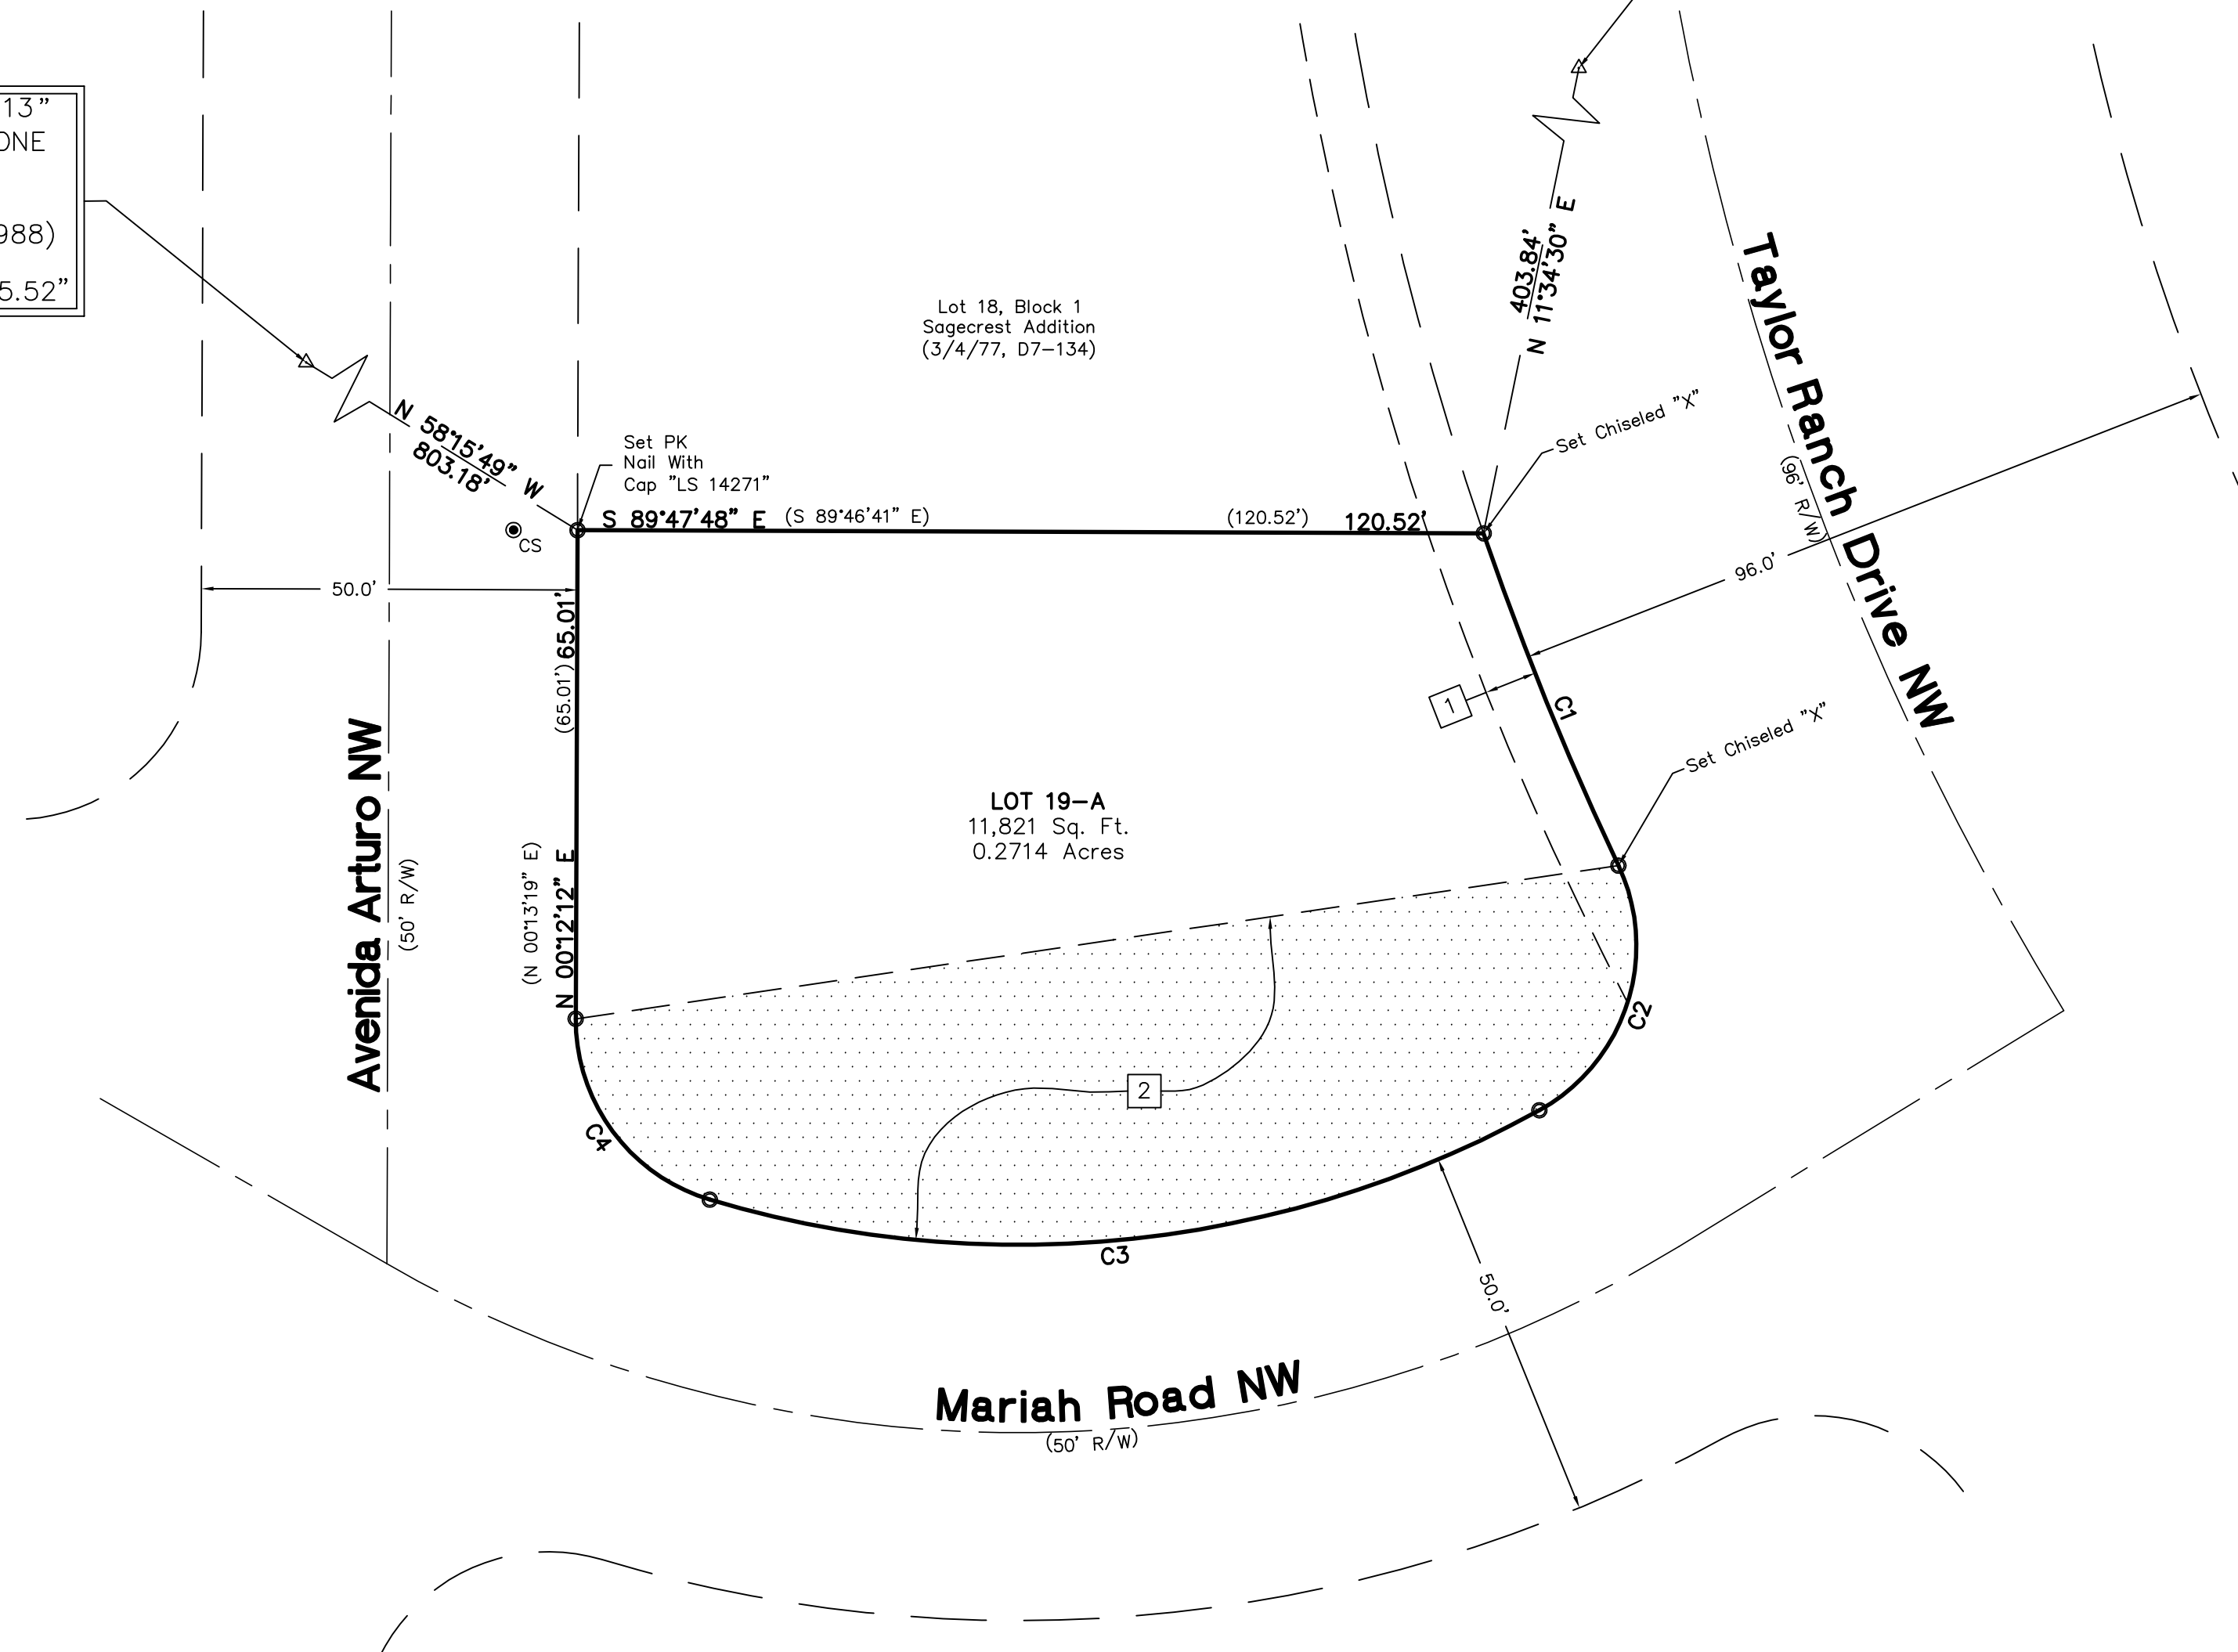 13"
ONE
988)
5.52"
Lot 18, Block 1
Sagecrest Addition
(3/4/77, D7-134)
403.84'
N 11°34'30" E
Taylor Ranch Drive NW
(96' R/W)
N 58°15'49" W
803.18'
Set PK
Nail With
Cap "LS 14271"
Set Chiseled "X"
CS
S 89°47'48" E (S 89°46'41" E) (120.52') 120.52'
50.0'
96.0'
(65.01') 65.01'
(N 00°13'19" E) N 00°12'12" E
1
C1
Set Chiseled "X"
Avenida Arturo NW
(50' R/W)
LOT 19-A
11,821 Sq. Ft.
0.2714 Acres
C2
2
C4
C3
50.0'
Mariah Road NW
(50' R/W)